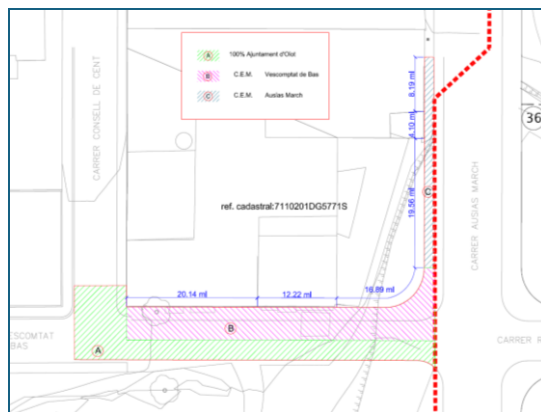 A 100% Ajuntament d'Olot
B C.E.M. Vescomptat de Bas
C C.E.M. Ausias March
CARRER CONSELL DE CENT
8.19 ml
4.10 ml
19.56 ml
36
ref. cadastral:7110201DG5771S
C
CARRER AUSIAS MARCH
20.14 ml
12.22 ml
16.89 ml
B
A
ESCOMTAT
BAS
CARRER R